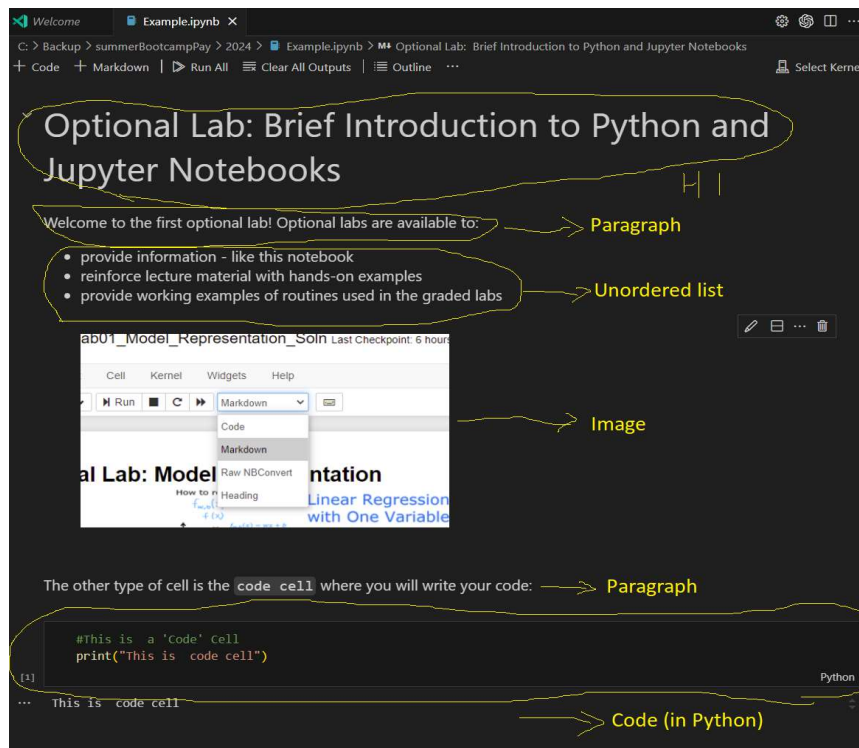 Welcome Example.ipynb ×
C: > Backup > summerBootcampPay > 2024 > Example.ipynb > M↓ Optional Lab: Brief Introduction to Python and Jupyter Notebooks
+ Code + Markdown | Run All Clear All Outputs | Outline ··· Select Kerne
Optional Lab: Brief Introduction to Python and
Jupyter Notebooks
H1
Welcome to the first optional lab! Optional labs are available to: Paragraph
• provide information - like this notebook
• reinforce lecture material with hands-on examples
• provide working examples of routines used in the graded labs
Unordered list
ab01_Model_Representation_Soln Last Checkpoint: 6 hours
Cell Kernel Widgets Help
Run Markdown
Code
Markdown
Raw NBConvert
Heading
al Lab: Model ntation
How to r
Linear Regression
with One Variable
Image
The other type of cell is the code cell where you will write your code: Paragraph
#This is a 'Code' Cell
print("This is code cell")
[1] Python
··· This is code cell
Code (in Python)